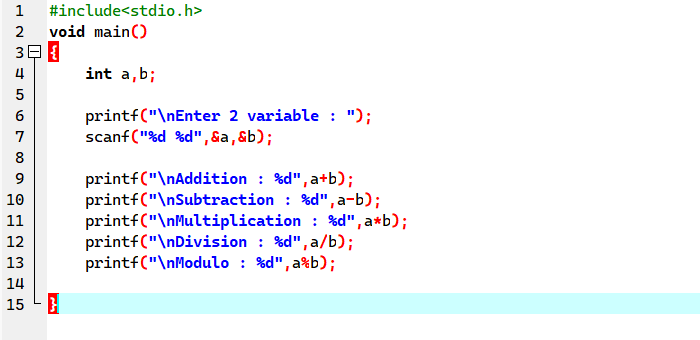 1 #include<stdio.h>
2 void main()
3 {
4 int a,b;
5
6 printf("\nEnter 2 variable : ");
7 scanf("%d %d",&a,&b);
8
9 printf("\nAddition : %d",a+b);
10 printf("\nSubtraction : %d",a-b);
11 printf("\nMultiplication : %d",a*b);
12 printf("\nDivision : %d",a/b);
13 printf("\nModulo : %d",a%b);
14
15 }